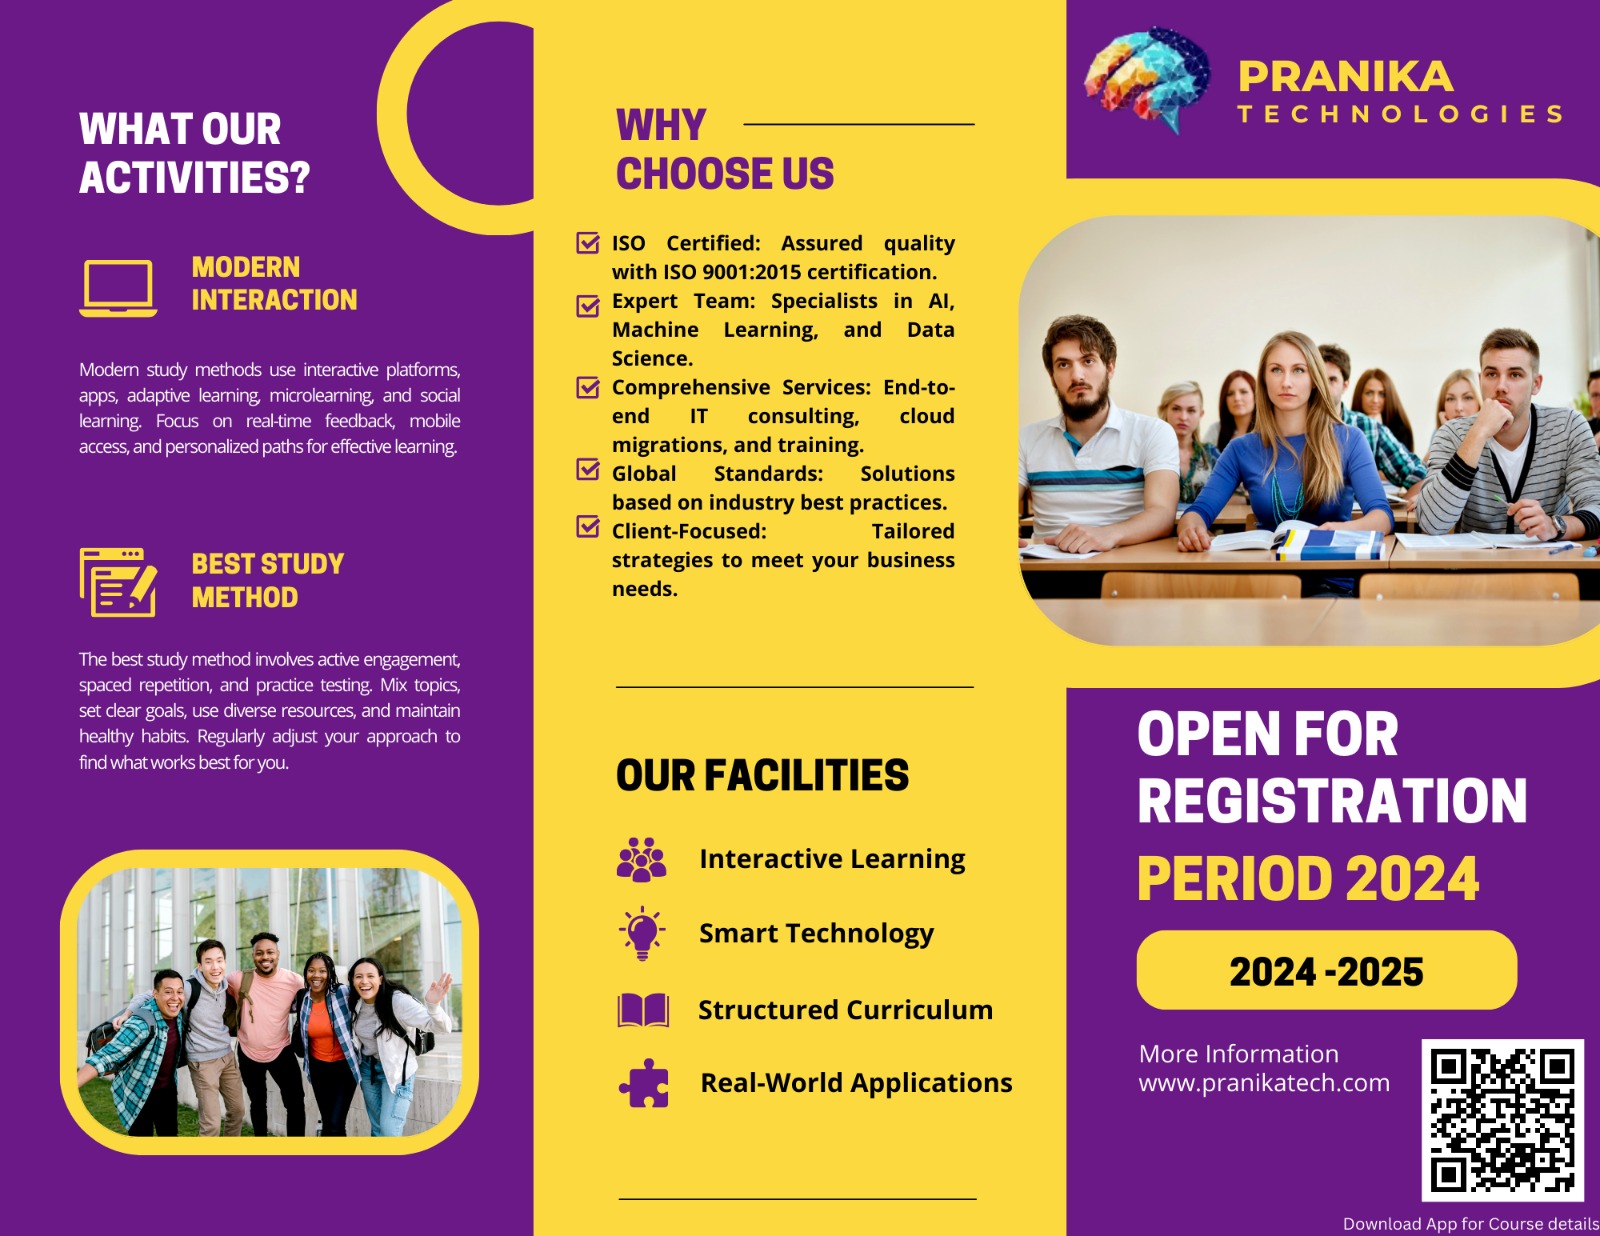 WHAT OUR
ACTIVITIES?
MODERN
INTERACTION
Modern study methods use interactive platforms,
apps, adaptive learning, microlearning, and social
learning. Focus on real-time feedback, mobile
access, and personalized paths for effective learning.
BEST STUDY
METHOD
The best study method involves active engagement,
spaced repetition, and practice testing. Mix topics,
set clear goals, use diverse resources, and maintain
healthy habits. Regularly adjust your approach to
find what works best for you.
WHY
CHOOSE US
ISO Certified: Assured quality
with ISO 9001:2015 certification.
Expert Team: Specialists in AI,
Machine Learning, and Data
Science.
Comprehensive Services: End-to-
end IT consulting, cloud
migrations, and training.
Global Standards: Solutions
based on industry best practices.
Client-Focused: Tailored
strategies to meet your business
needs.
OUR FACILITIES
Interactive Learning
Smart Technology
Structured Curriculum
Real-World Applications
PRANIKA
TECHNOLOGIES
OPEN FOR
REGISTRATION
PERIOD 2024
2024 -2025
More Information
www.pranikatech.com
Download App for Course details